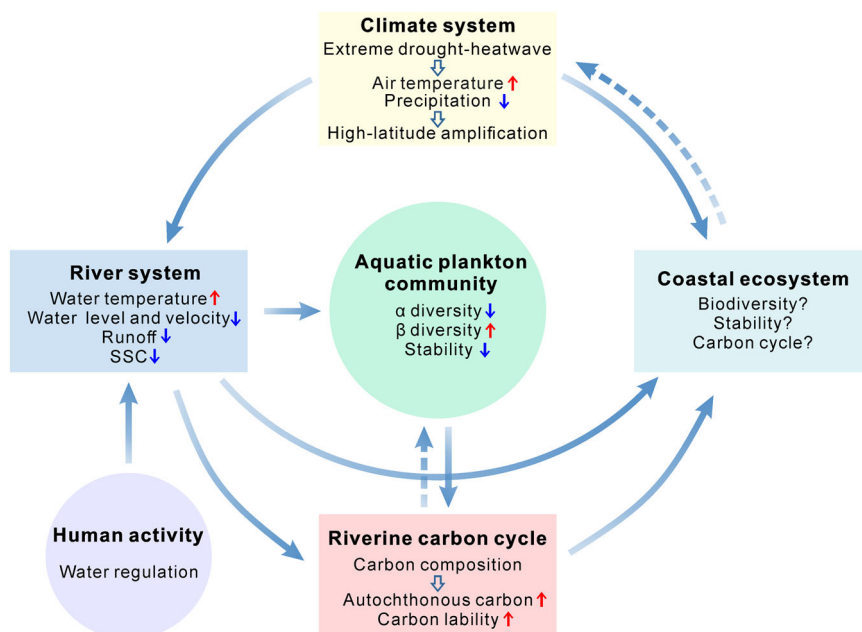 Climate system
Extreme drought-heatwave
Air temperature
Precipitation
High-latitude amplification
River system
Water temperature
Water level and velocity
Runoff
SSC
Aquatic plankton
community
α diversity
β diversity
Stability
Coastal ecosystem
Biodiversity?
Stability?
Carbon cycle?
Human activity
Water regulation
Riverine carbon cycle
Carbon composition
Autochthonous carbon
Carbon lability